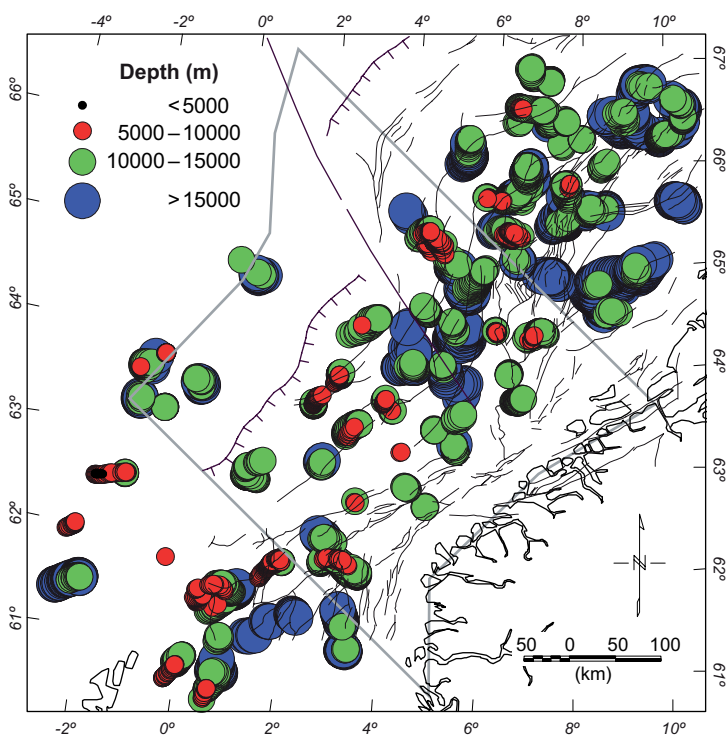 -4º -2º 0º 2º 4º 6º 8º 10º
Depth (m)
<5000
5000–10000
10000–15000
>15000
66º
65º
64º
63º
62º
61º
67º
66º
65º
64º
63º
62º
61º
N
50 0 50 100
(km)
-2º 0º 2º 4º 6º 8º 10º